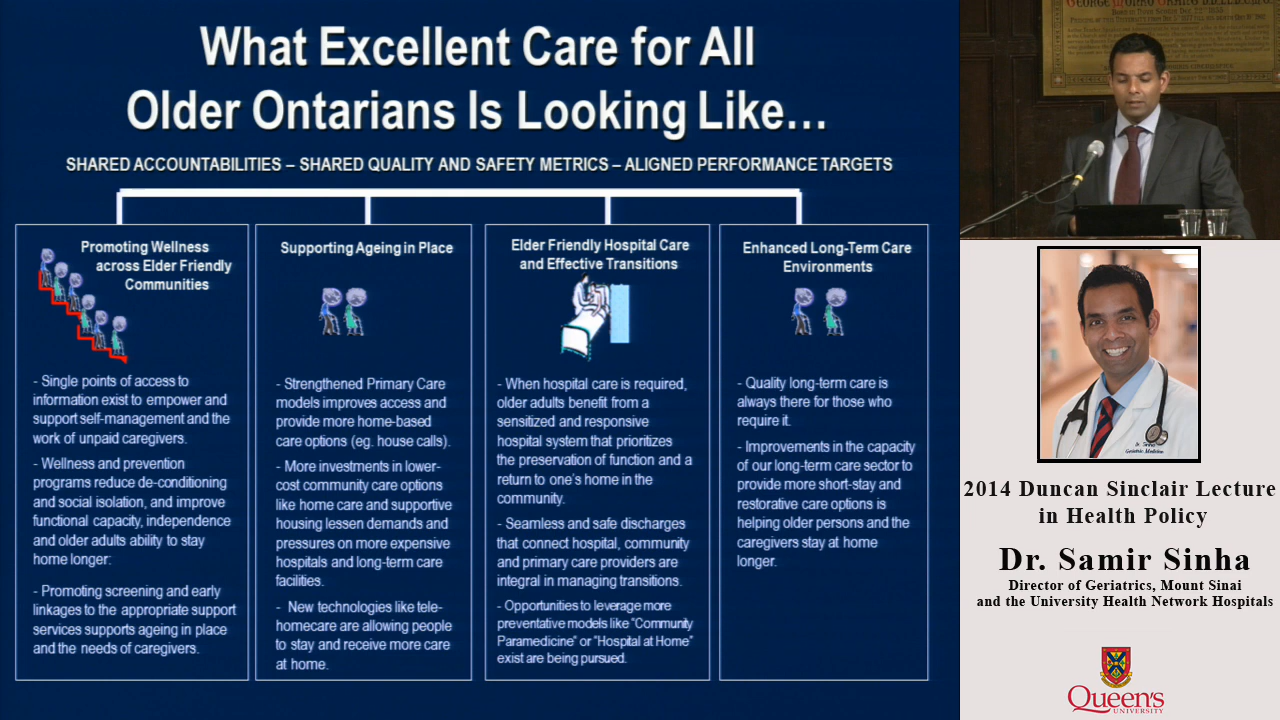 What Excellent Care for All
Older Ontarians Is Looking Like…
SHARED ACCOUNTABILITIES – SHARED QUALITY AND SAFETY METRICS – ALIGNED PERFORMANCE TARGETS
Promoting Wellness
across Elder Friendly
Communities
- Single points of access to
information exist to empower and
support self-management and the
work of unpaid caregivers.
- Wellness and prevention
programs reduce de-conditioning
and social isolation, and improve
functional capacity, independence
and older adults ability to stay
home longer:
- Promoting screening and early
linkages to the appropriate support
services supports ageing in place
and the needs of caregivers.
Supporting Ageing in Place
- Strengthened Primary Care
models improves access and
provide more home-based
care options (eg. house calls).
- More investments in lower-
cost community care options
like home care and supportive
housing lessen demands and
pressures on more expensive
hospitals and long-term care
facilities.
- New technologies like tele-
homecare are allowing people
to stay and receive more care
at home.
Elder Friendly Hospital Care
and Effective Transitions
- When hospital care is required,
older adults benefit from a
sensitized and responsive
hospital system that prioritizes
the preservation of function and a
return to one's home in the
community.
- Seamless and safe discharges
that connect hospital, community
and primary care providers are
integral in managing transitions.
- Opportunities to leverage more
preventative models like "Community
Paramedicine" or "Hospital at Home"
exist are being pursued.
Enhanced Long-Term Care
Environments
- Quality long-term care is
always there for those who
require it.
- Improvements in the capacity
of our long-term care sector to
provide more short-stay and
restorative care options is
helping older persons and the
caregivers stay at home
longer.
George Monro Grant
Dr. Sinha
Geriatric Medicine
2014 Duncan Sinclair Lecture
in Health Policy
Dr. Samir Sinha
Director of Geriatrics, Mount Sinai
and the University Health Network Hospitals
Queen's
UNIVERSITY